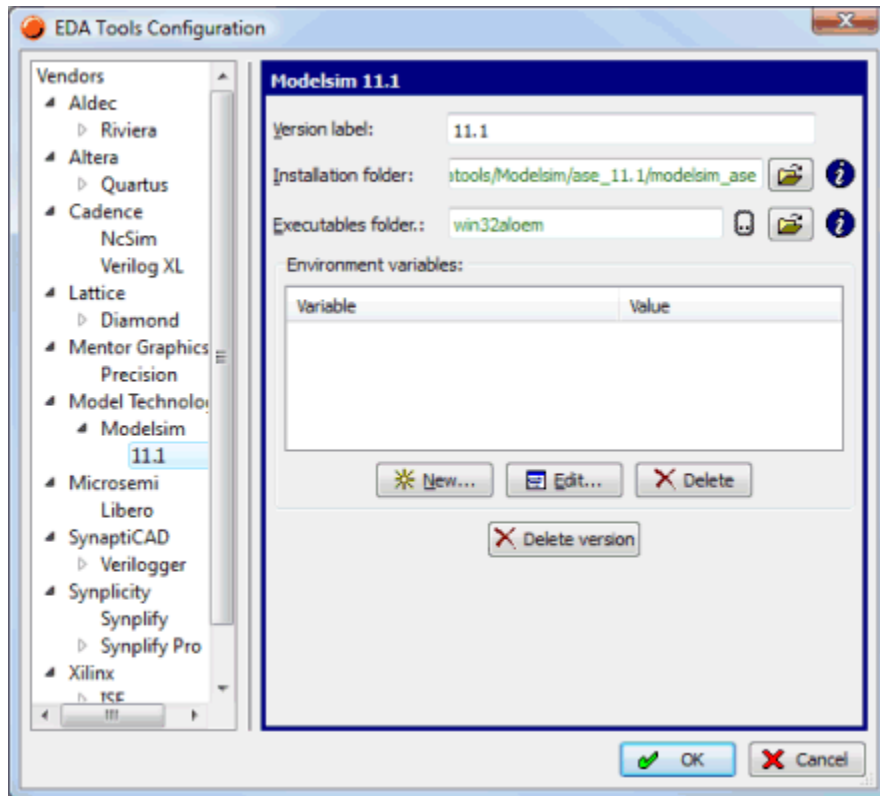 EDA Tools Configuration
Vendors
Aldec
Riviera
Altera
Quartus
Cadence
NcSim
Verilog XL
Lattice
Diamond
Mentor Graphics
Precision
Model Technolo
Modelsim
11.1
Microsemi
Libero
SynaptiCAD
Verilogger
Synplicity
Synplify
Synplify Pro
Xilinx
ISE
Modelsim 11.1
Version label: 11.1
Installation folder: atools/Modelsim/ase_11.1/modelsim_ase
Executables folder.: win32aloem
Environment variables:
Variable Value
New... Edit... Delete
Delete version
OK Cancel